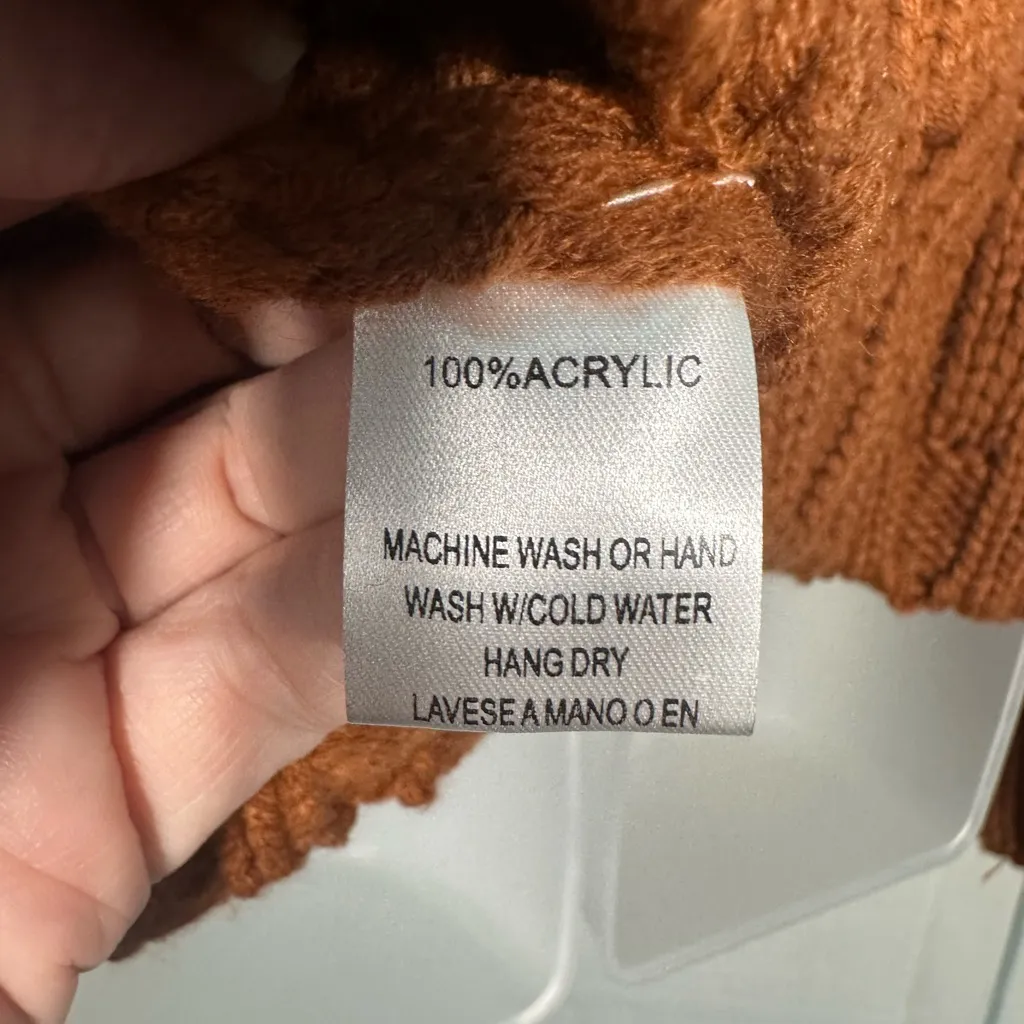 100%ACRYLIC
MACHINE WASH OR HAND
WASH W/COLD WATER
HANG DRY
LAVESE A MANO O EN